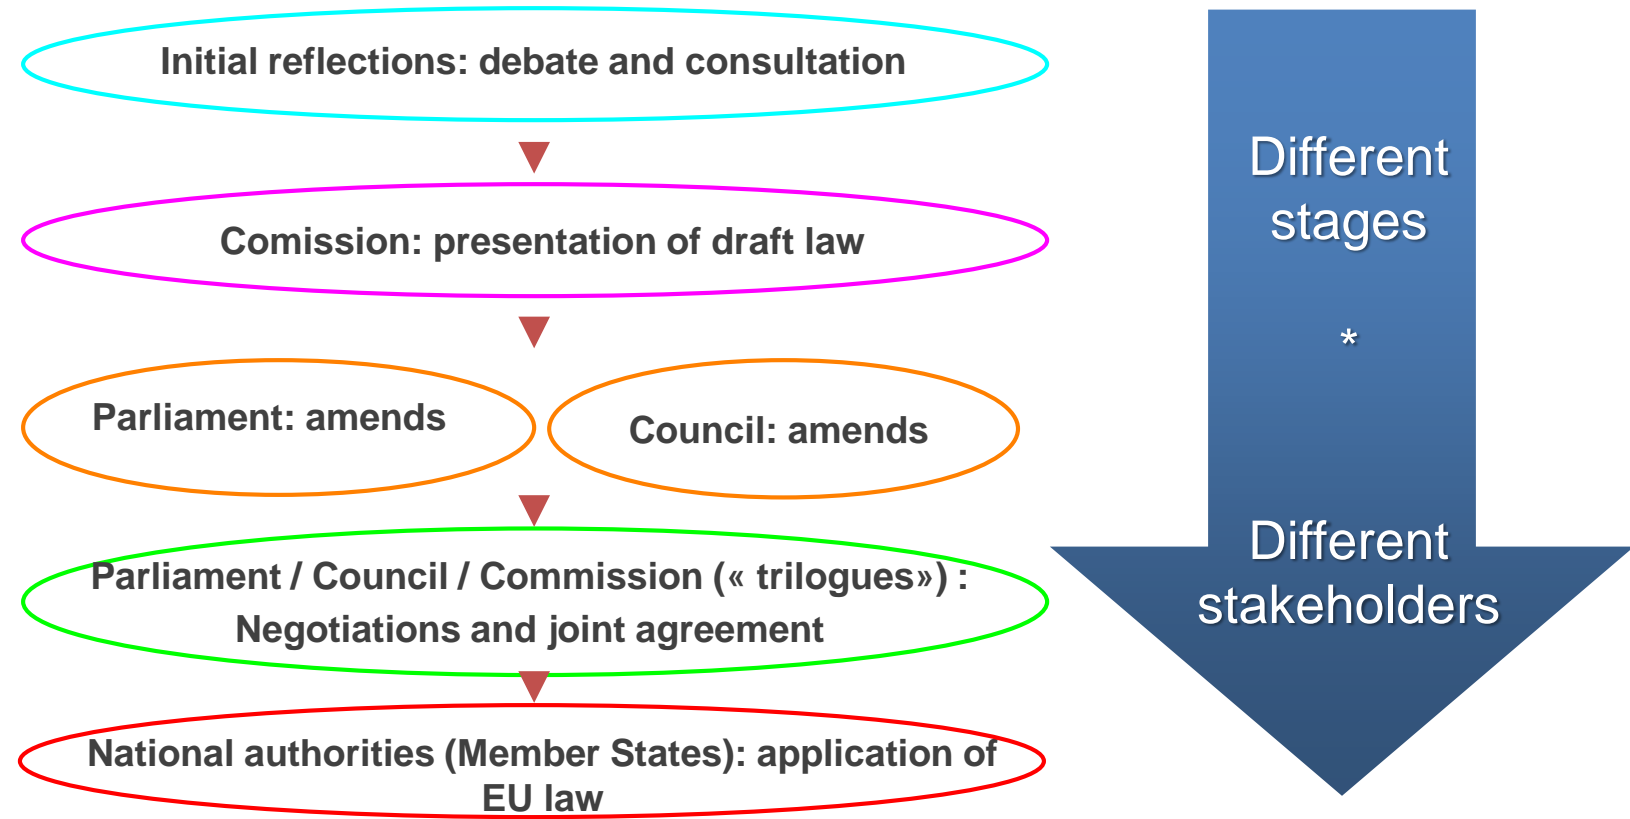 Initial reflections: debate and consultation
Comission: presentation of draft law
Parliament: amends
Council: amends
Parliament / Council / Commission (« trilogues») :
Negotiations and joint agreement
National authorities (Member States): application of
EU law
Different
stages
*
Different
stakeholders